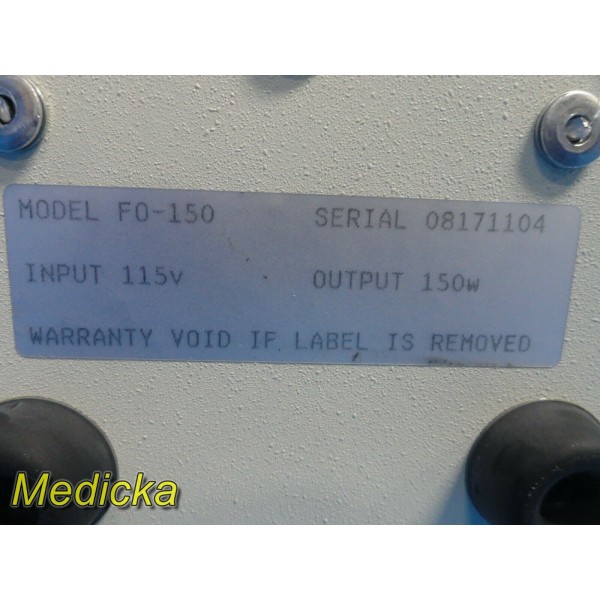 MODEL FO-150 SERIAL 08171104
INPUT 115V OUTPUT 150W
WARRANTY VOID IF LABEL IS REMOVED
Medicka